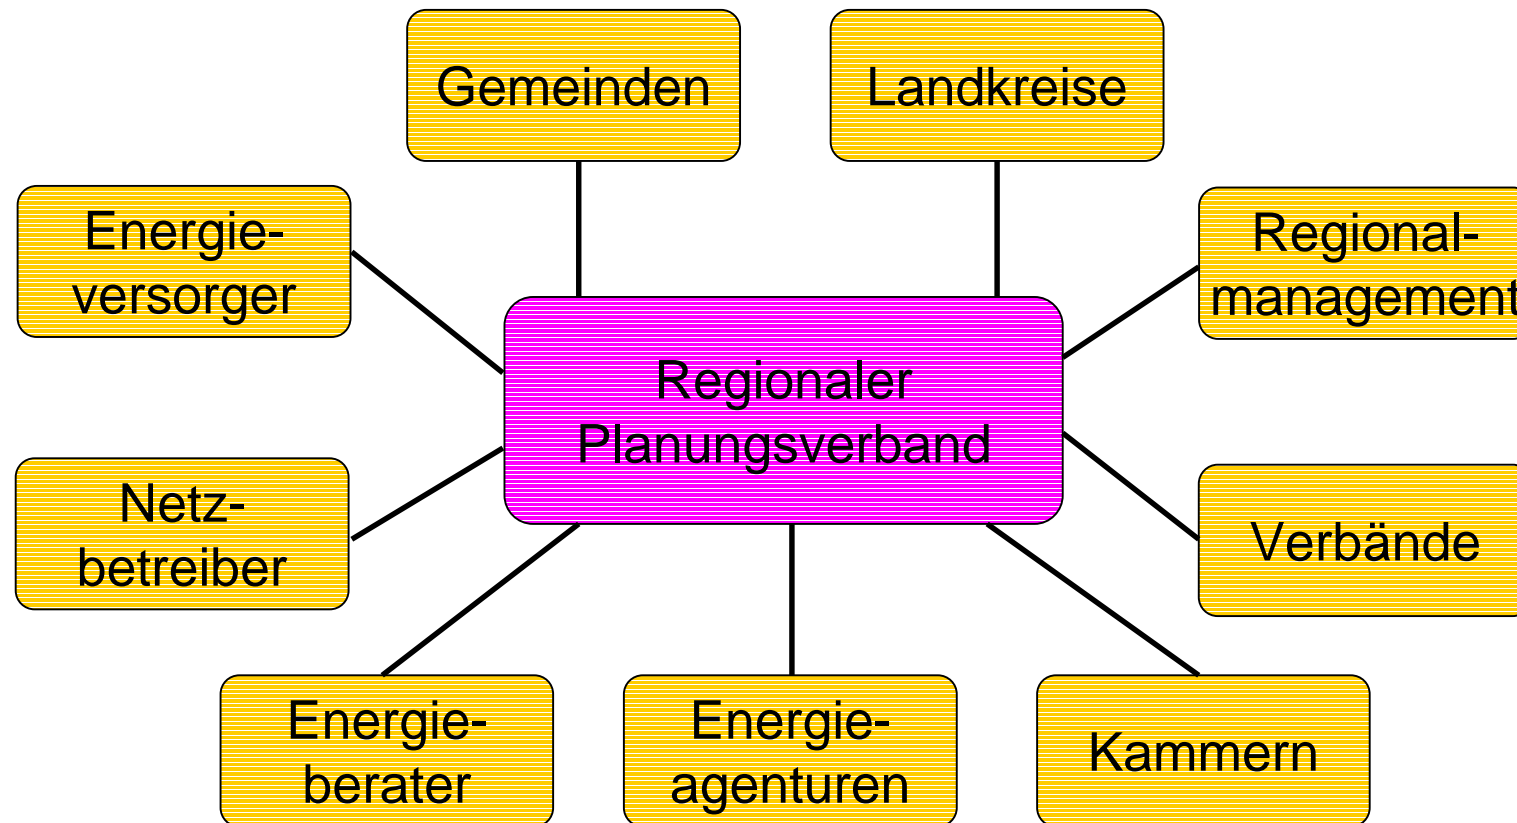 Gemeinden
Landkreise
Energie-
versorger
Regional-
management
Regionaler
Planungsverband
Netz-
betreiber
Verbände
Energie-
berater
Energie-
agenturen
Kammern